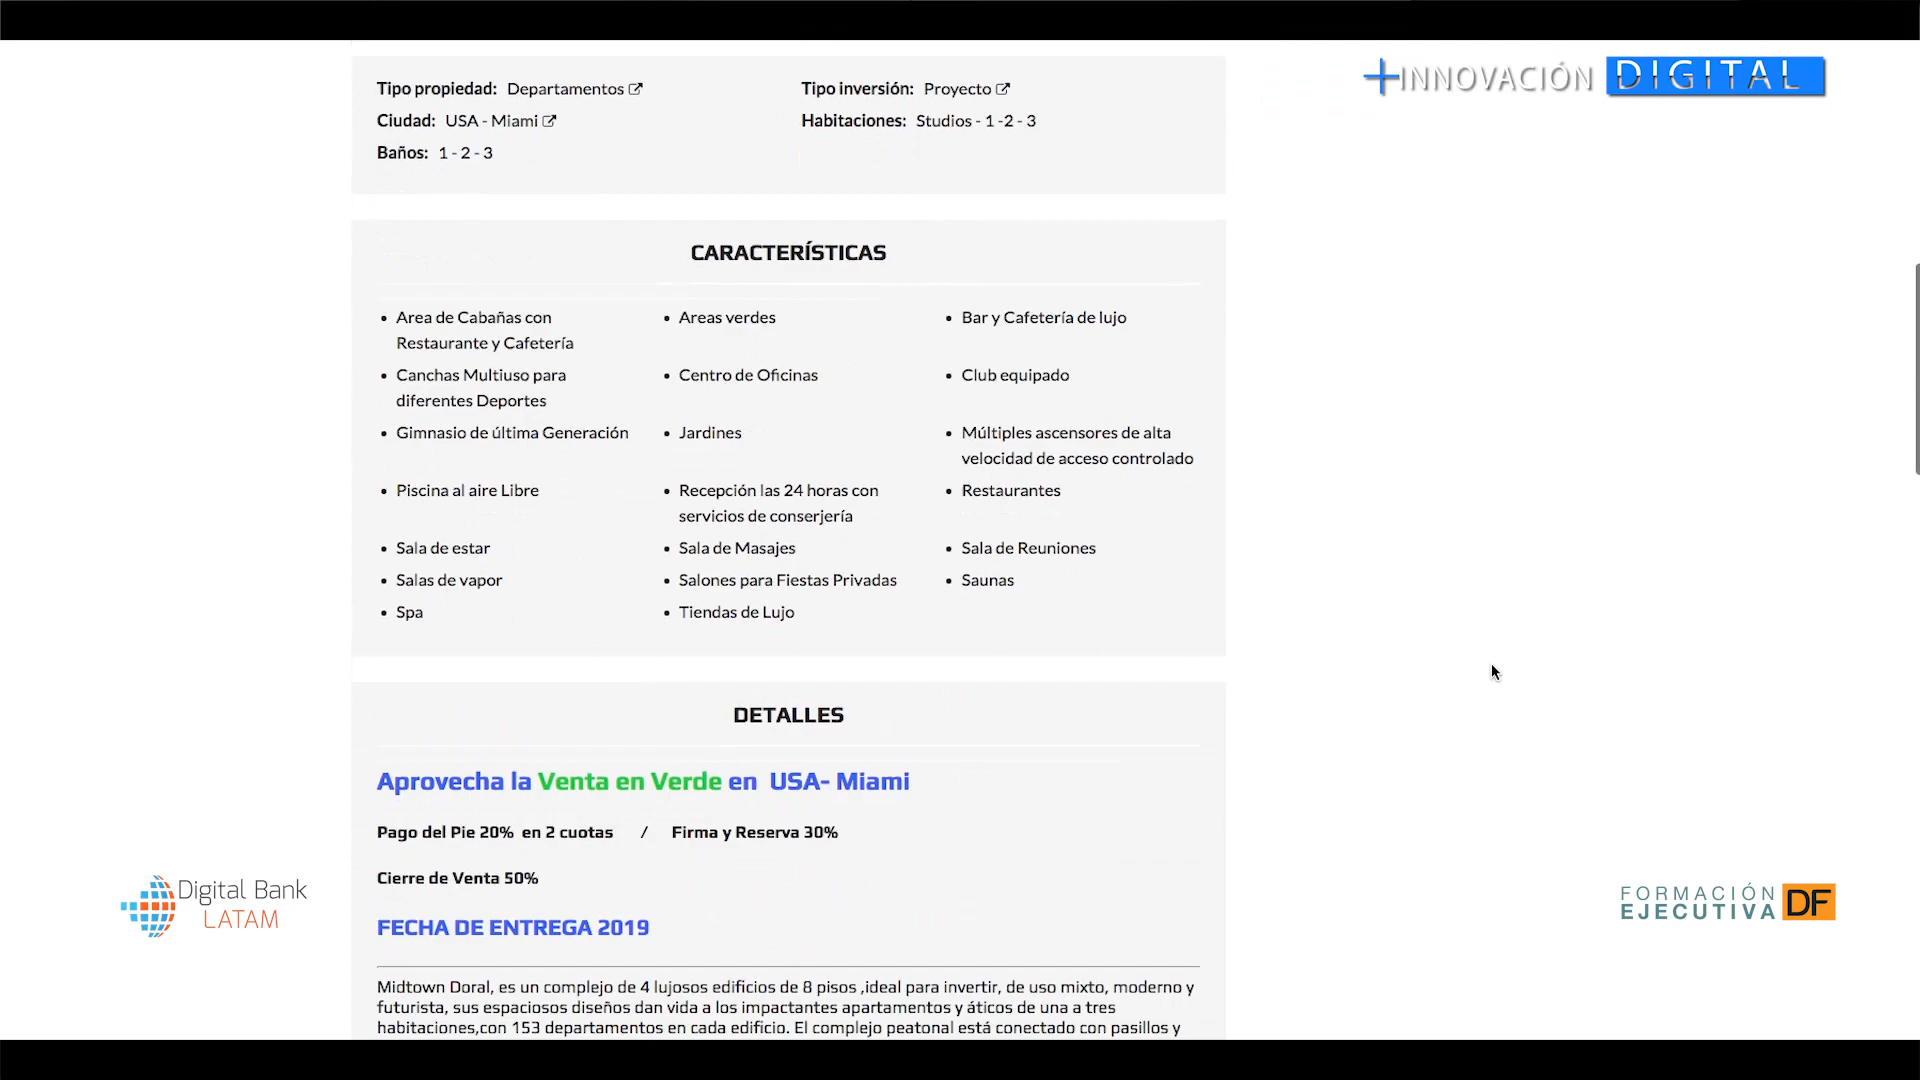 +INNOVACIÓN DIGITAL
Tipo propiedad: Departamentos
Tipo inversión: Proyecto
Ciudad: USA - Miami
Habitaciones: Studios - 1 -2 - 3
Baños: 1 - 2 - 3
CARACTERÍSTICAS
• Area de Cabañas con
Restaurante y Cafetería
• Areas verdes
• Bar y Cafetería de lujo
• Canchas Multiuso para
diferentes Deportes
• Centro de Oficinas
• Club equipado
• Gimnasio de última Generación
• Jardines
• Múltiples ascensores de alta
velocidad de acceso controlado
• Piscina al aire Libre
• Recepción las 24 horas con
servicios de conserjería
• Restaurantes
• Sala de estar
• Sala de Masajes
• Sala de Reuniones
• Salas de vapor
• Salones para Fiestas Privadas
• Saunas
• Spa
• Tiendas de Lujo
DETALLES
Aprovecha la Venta en Verde en USA- Miami
Pago del Pie 20% en 2 cuotas / Firma y Reserva 30%
Cierre de Venta 50%
FECHA DE ENTREGA 2019
Midtown Doral, es un complejo de 4 lujosos edificios de 8 pisos ,ideal para invertir, de uso mixto, moderno y
futurista, sus espaciosos diseños dan vida a los impactantes apartamentos y áticos de una a tres
habitaciones,con 153 departamentos en cada edificio. El complejo peatonal está conectado con pasillos y
Digital Bank
LATAM
FORMACIÓN
EJECUTIVA DF